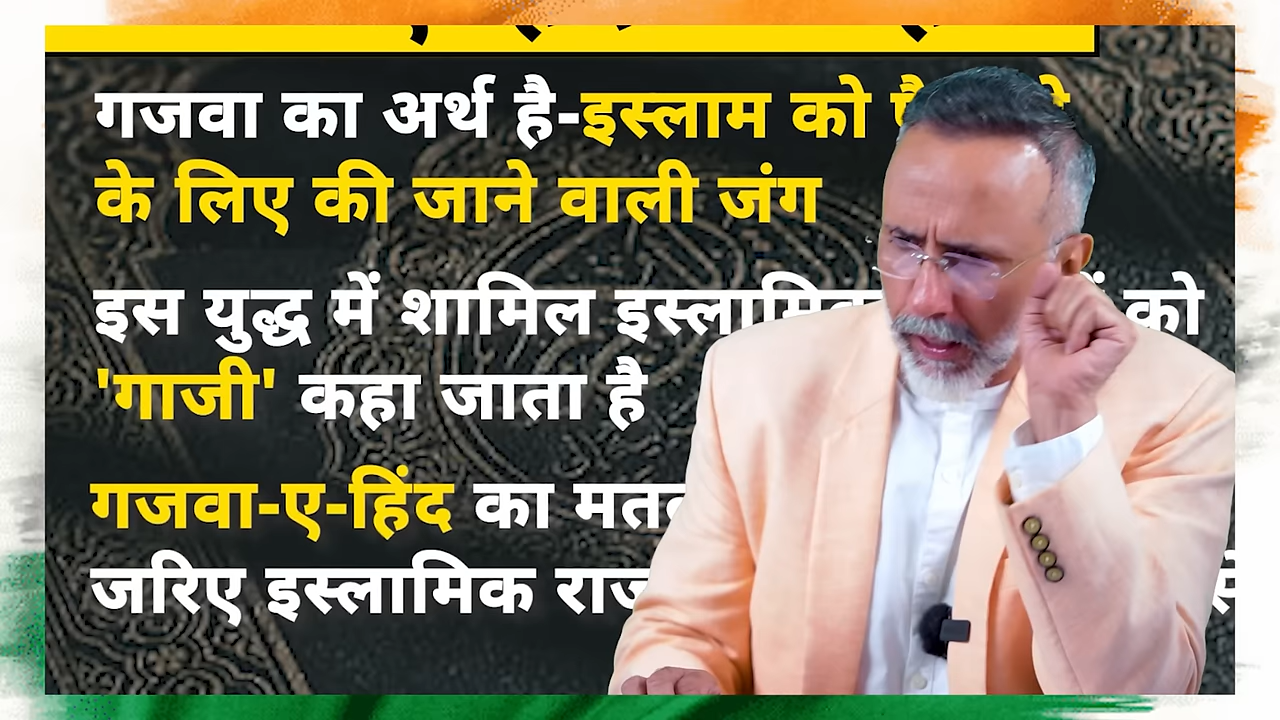 गजवा का अर्थ है-इस्लाम को
के लिए की जाने वाली जंग
इस युद्ध में शामिल को
'गाजी' कहा जाता है
गजवा-ए-हिंद का
जरिए इस्लामिक